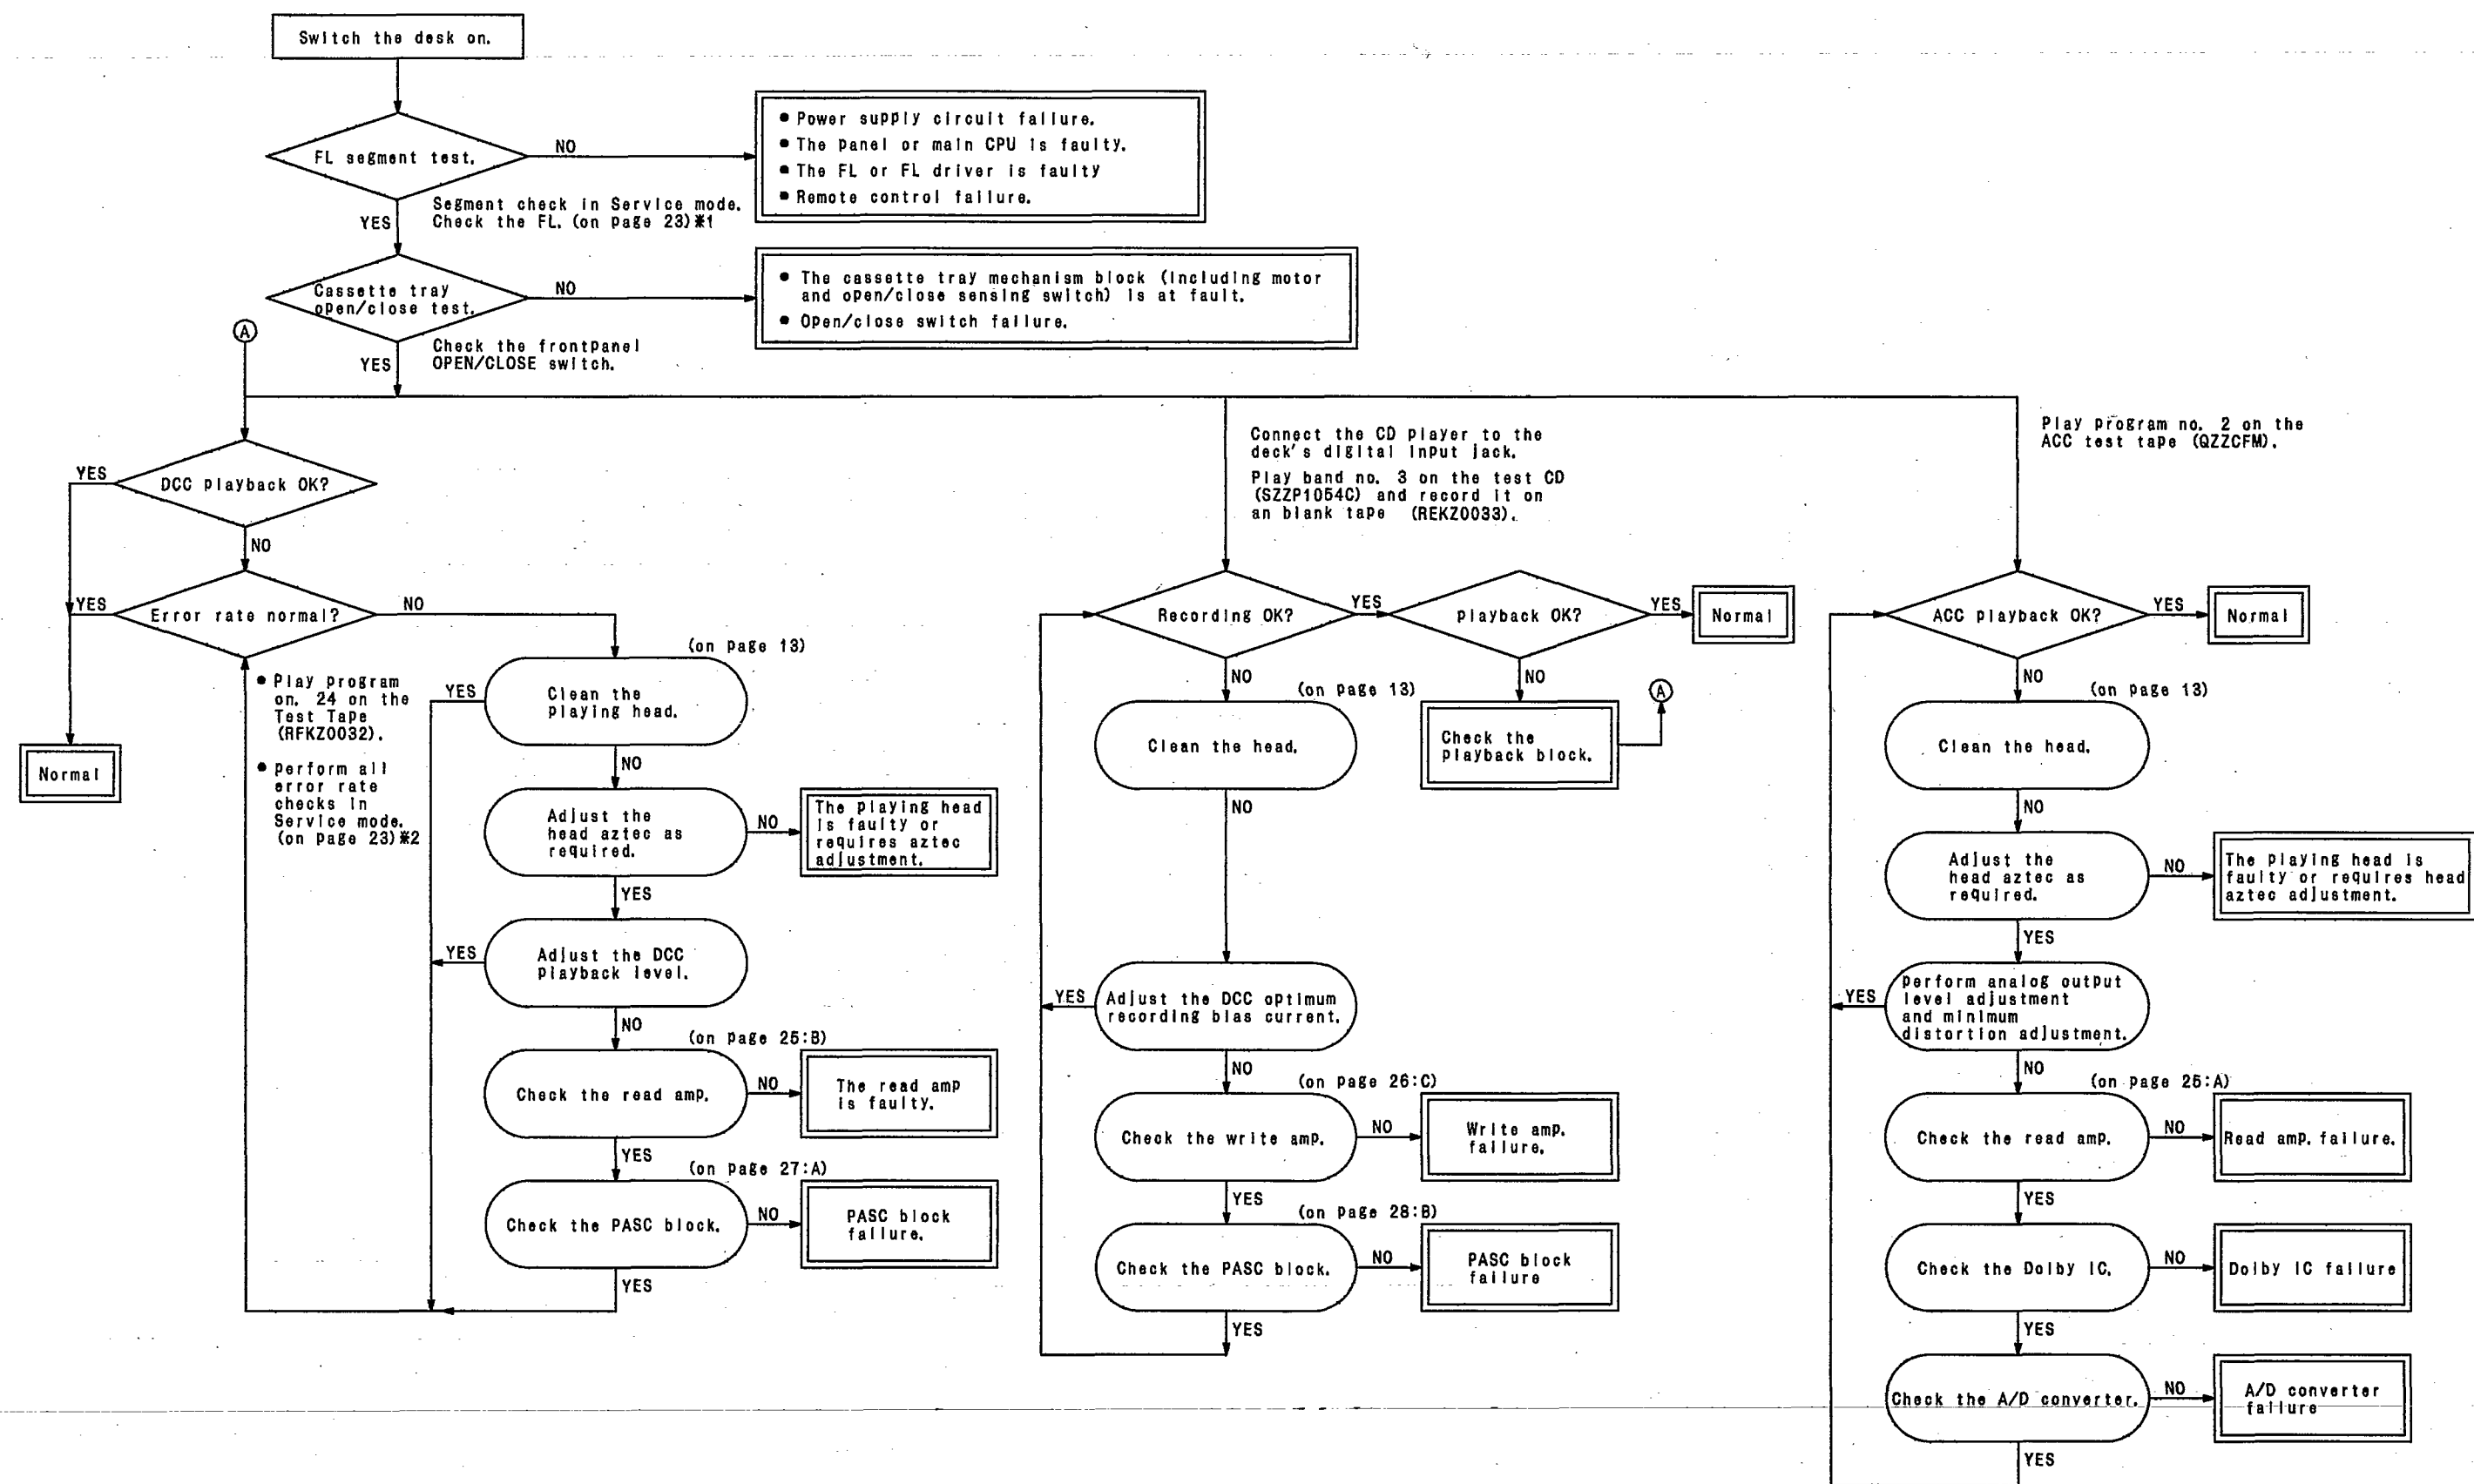 Switch the desk on.
FL segment test.
NO
● Power supply circuit failure.
● The panel or main CPU is faulty.
● The FL or FL driver is faulty
● Remote control failure.
YES
Segment check in Service mode.
Check the FL. (on page 23)※1
Cassette tray
open/close test.
NO
● The cassette tray mechanism block (including motor
and open/close sensing switch) is at fault.
● Open/close switch failure.
YES
Check the frontpanel
OPEN/CLOSE switch.
A
DCC playback OK?
YES
NO
Error rate normal?
YES
NO
Normal
● Play program
on. 24 on the
Test Tape
(RFKZ0032).
● perform all
error rate
checks in
Service mode.
(on page 23)※2
(on page 13)
Clean the
playing head.
YES
NO
Adjust the
head aztec as
required.
NO
The playing head
is faulty or
requires aztec
adjustment.
YES
Adjust the DCC
playback level.
YES
NO
(on page 25:B)
Check the read amp.
NO
The read amp
is faulty.
YES
(on page 27:A)
Check the PASC block.
NO
PASC block
failure.
YES
Connect the CD player to the
deck's digital input jack.
Play band no. 3 on the test CD
(SZZP1054C) and record it on
an blank tape (REKZ0033).
Recording OK?
YES
playback OK?
YES
Normal
NO
NO
Check the
playback block.
A
(on page 13)
Clean the head.
NO
Adjust the DCC optimum
recording bias current.
YES
NO
(on page 26:C)
Check the write amp.
NO
Write amp.
failure.
YES
(on page 28:B)
Check the PASC block.
NO
PASC block
failure
YES
Play program no. 2 on the
ACC test tape (QZZCFM).
ACC playback OK?
YES
Normal
NO
(on page 13)
Clean the head.
NO
Adjust the
head aztec as
required.
NO
The playing head is
faulty or requires head
aztec adjustment.
YES
perform analog output
level adjustment
and minimum
distortion adjustment.
YES
NO
(on page 25:A)
Check the read amp.
NO
Read amp. failure.
YES
Check the Dolby IC.
NO
Dolby IC failure
YES
Check the A/D converter.
NO
A/D converter
failure
YES